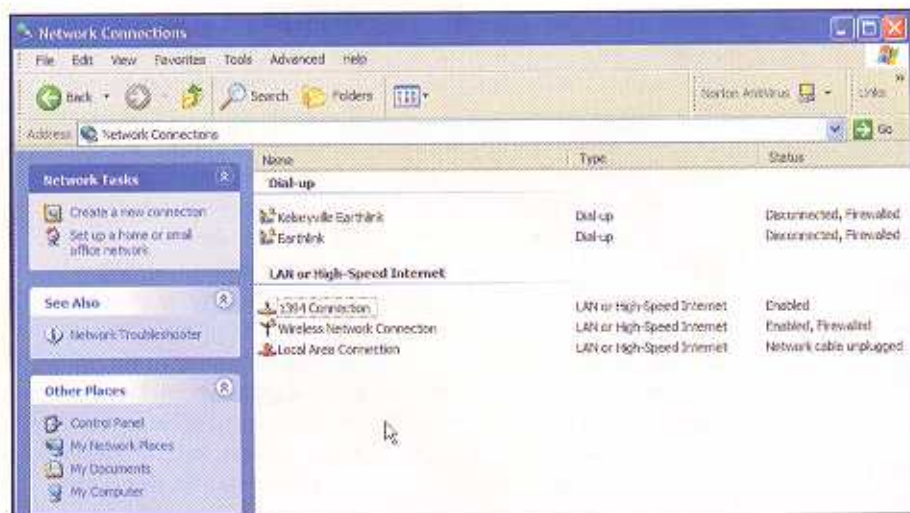 Network Connections
File Edit View Favorites Tools Advanced Help
Back Search Folders Norton AntiVirus Links
Address Network Connections Go
Name Type Status
Network Tasks
Create a new connection
Set up a home or small
office network
See Also
Network Troubleshooter
Other Places
Control Panel
My Network Places
My Documents
My Computer
Dial-up
Kelseyville Earthlink Dial-up Disconnected, Firewalled
Earthlink Dial-up Disconnected, Firewalled
LAN or High-Speed Internet
1394 Connection LAN or High-Speed Internet Enabled
Wireless Network Connection LAN or High-Speed Internet Enabled, Firewalled
Local Area Connection LAN or High-Speed Internet Network cable unplugged